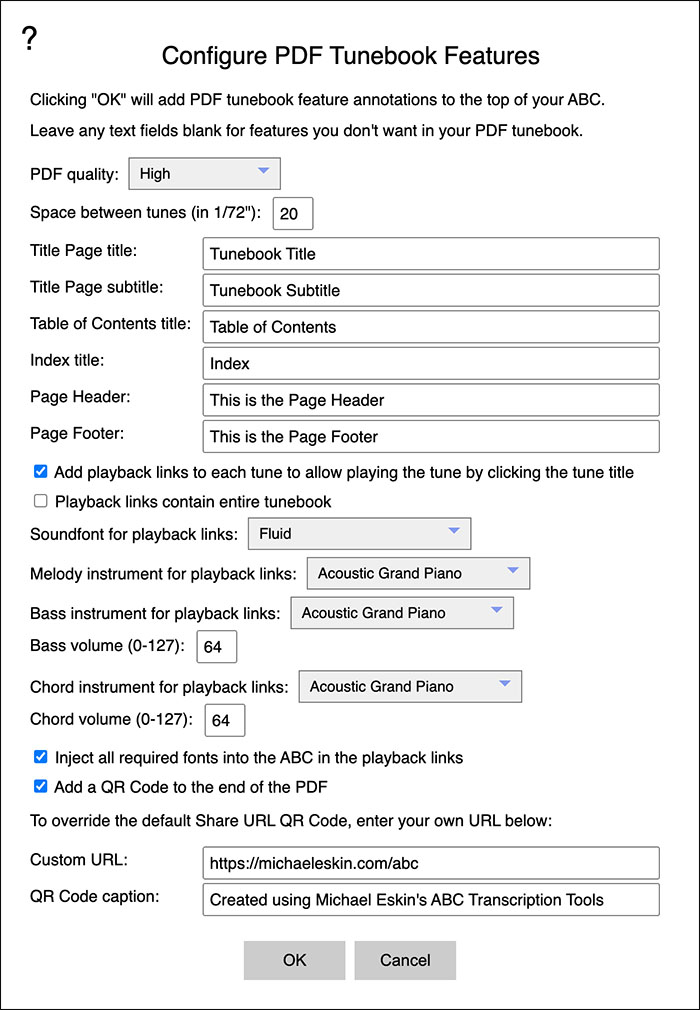 ?
Configure PDF Tunebook Features
Clicking "OK" will add PDF tunebook feature annotations to the top of your ABC.
Leave any text fields blank for features you don't want in your PDF tunebook.
PDF quality: High
Space between tunes (in 1/72"): 20
Title Page title: Tunebook Title
Title Page subtitle: Tunebook Subtitle
Table of Contents title: Table of Contents
Index title: Index
Page Header: This is the Page Header
Page Footer: This is the Page Footer
Add playback links to each tune to allow playing the tune by clicking the tune title
Playback links contain entire tunebook
Soundfont for playback links: Fluid
Melody instrument for playback links: Acoustic Grand Piano
Bass instrument for playback links: Acoustic Grand Piano
Bass volume (0-127): 64
Chord instrument for playback links: Acoustic Grand Piano
Chord volume (0-127): 64
Inject all required fonts into the ABC in the playback links
Add a QR Code to the end of the PDF
To override the default Share URL QR Code, enter your own URL below:
Custom URL: https://michaeleskin.com/abc
QR Code caption: Created using Michael Eskin's ABC Transcription Tools
OK Cancel